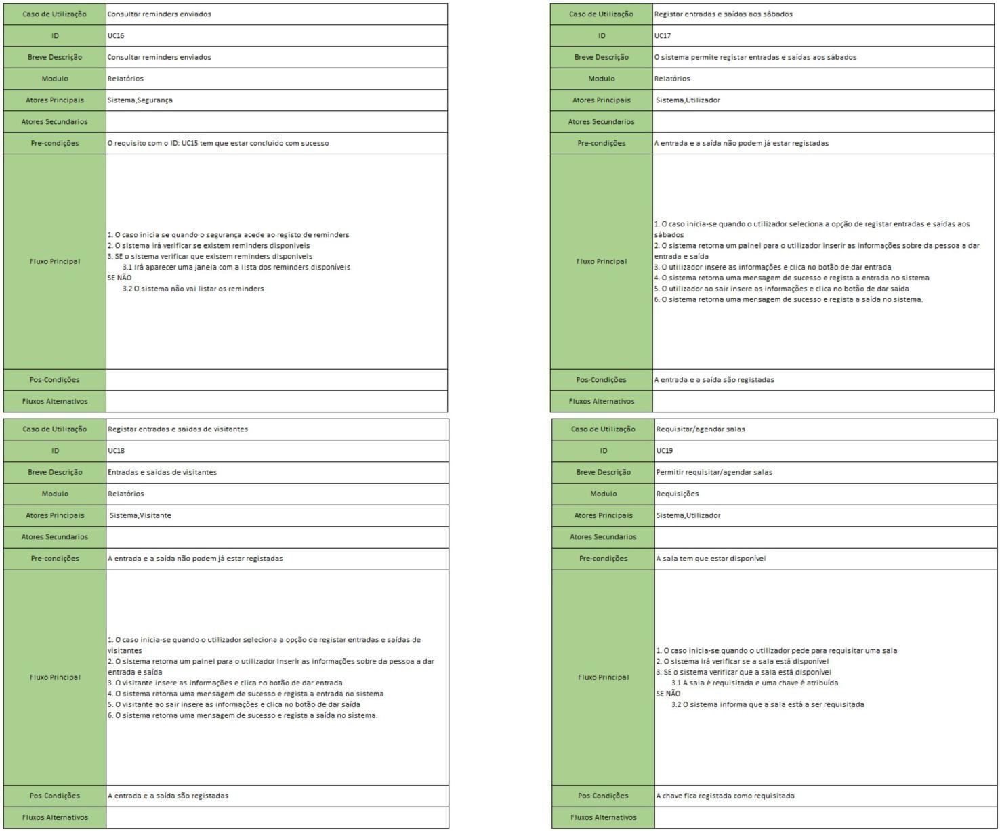 Caso de Utilização Consultar reminders enviados
ID UC16
Breve Descrição Consultar reminders enviados
Modulo Relatórios
Atores Principais Sistema,Segurança
Atores Secundarios
Pre-condições O requisito com o ID: UC15 tem que estar concluido com sucesso
Fluxo Principal
1. O caso inicia se quando o segurança acede ao registo de reminders
2. O sistema irá verificar se existem reminders disponiveis
3. SE o sistema verificar que existem reminders disponiveis
3.1 Irá aparecer uma janela com a lista dos reminders disponíveis
SE NÃO
3.2 O sistema não vai listar os reminders
Pos-Condições
Fluxos Alternativos
Caso de Utilização Registar entradas e saídas aos sábados
ID UC17
Breve Descrição O sistema permite registar entradas e saídas aos sábados
Modulo Relatórios
Atores Principais Sistema,Utilizador
Atores Secundarios
Pre-condições A entrada e a saída não podem já estar registadas
Fluxo Principal
1. O caso inicia-se quando o utilizador seleciona a opção de registar entradas e saídas aos
sábados
2. O sistema retorna um painel para o utilizador inserir as informações sobre da pessoa a dar
entrada e saída
3. O utilizador insere as informações e clica no botão de dar entrada
4. O sistema retorna uma mensagem de sucesso e regista a entrada no sistema
5. O utilizador ao sair insere as informações e clica no botão de dar saída
6. O sistema retorna uma mensagem de sucesso e regista a saída no sistema.
Pos-Condições A entrada e a saída são registadas
Fluxos Alternativos
Caso de Utilização Registar entradas e saidas de visitantes
ID UC18
Breve Descrição Entradas e saidas de visitantes
Modulo Relatórios
Atores Principais Sistema,Visitante
Atores Secundarios
Pre-condições A entrada e a saída não podem já estar registadas
Fluxo Principal
1. O caso inicia-se quando o utilizador seleciona a opção de registar entradas e saídas de
visitantes
2. O sistema retorna um painel para o utilizador inserir as informações sobre da pessoa a dar
entrada e saída
3. O visitante insere as informações e clica no botão de dar entrada
4. O sistema retorna uma mensagem de sucesso e regista a entrada no sistema
5. O visitante ao sair insere as informações e clica no botão de dar saída
6. O sistema retorna uma mensagem de sucesso e regista a saída no sistema.
Pos-Condições A entrada e a saída são registadas
Fluxos Alternativos
Caso de Utilização Requisitar/agendar salas
ID UC19
Breve Descrição Permitir requisitar/agendar salas
Modulo Requisições
Atores Principais Sistema,Utilizador
Atores Secundarios
Pre-condições A sala tem que estar disponível
Fluxo Principal
1. O caso inicia-se quando o utilizador pede para requisitar uma sala
2. O sistema irá verificar se a sala está disponível
3. SE o sistema verificar que a sala está disponível
3.1 A sala é requisitada e uma chave é atribuída
SE NÃO
3.2 O sistema informa que a sala está a ser requisitada
Pos-Condições A chave fica registada como requisitada
Fluxos Alternativos